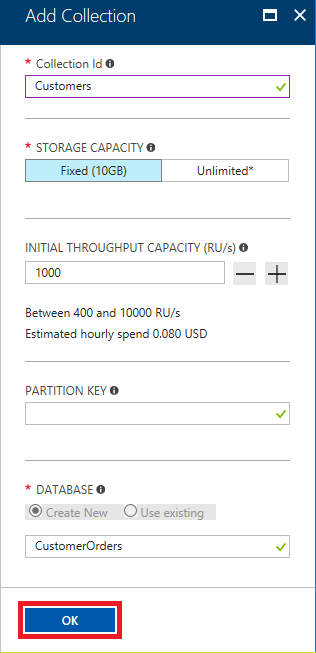 Add Collection
* Collection Id
Customers
* STORAGE CAPACITY
Fixed (10GB) Unlimited*
INITIAL THROUGHPUT CAPACITY (RU/s)
1000
Between 400 and 10000 RU/s
Estimated hourly spend 0.080 USD
PARTITION KEY
* DATABASE
Create New Use existing
CustomerOrders
OK